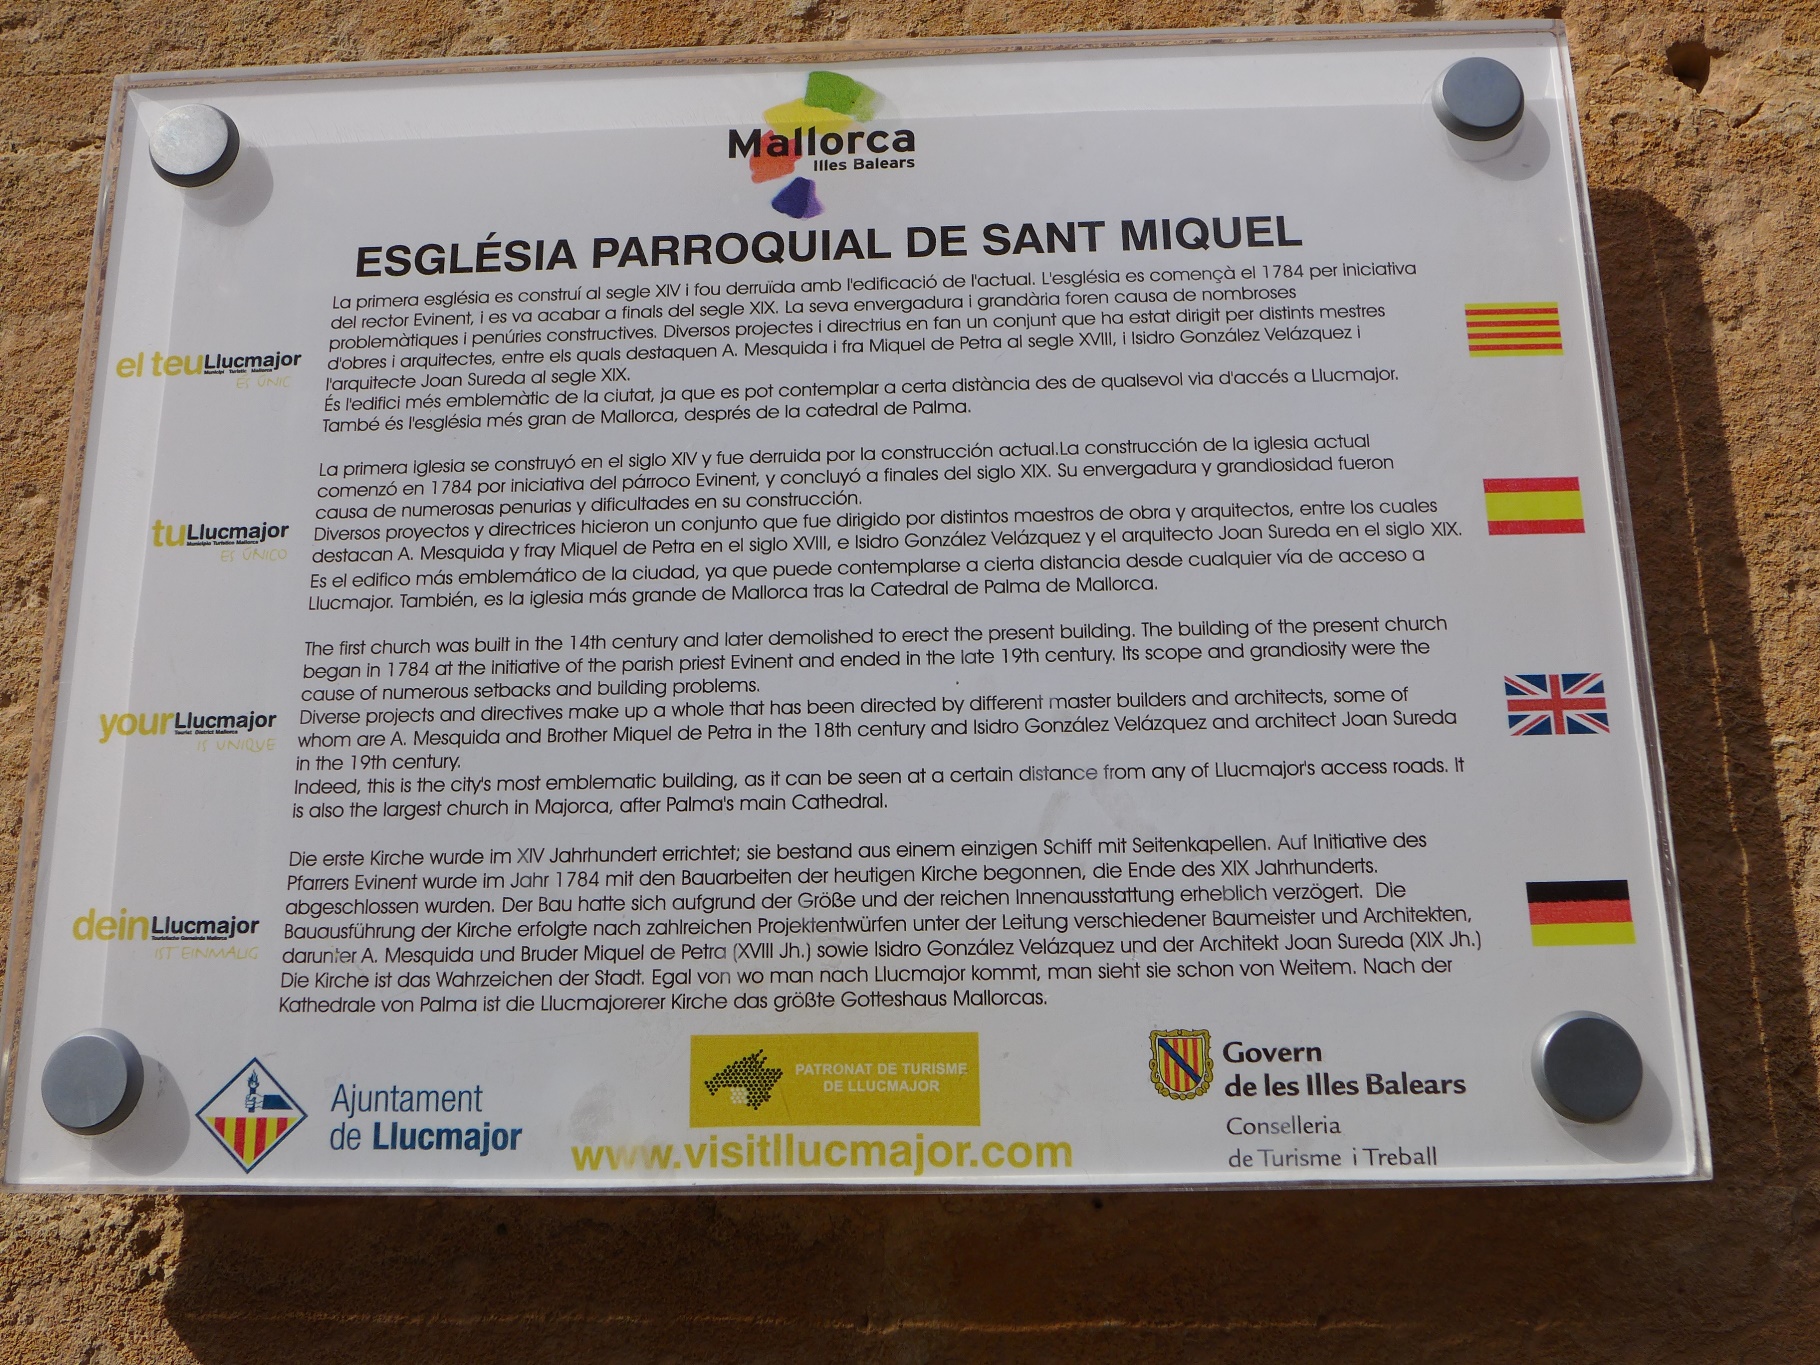 Mallorca
Illes Balears
ESGLÉSIA PARROQUIAL DE SANT MIQUEL
La primera església es construí al segle XIV i fou derruïda amb l'edificació de l'actual. L'església es començà el 1784 per iniciativa
del rector Evinent, i es va acabar a finals del segle XIX. La seva envergadura i grandària foren causa de nombroses
problemàtiques i penúries constructives. Diversos projectes i directrius en fan un conjunt que ha estat dirigit per distints mestres
d'obres i arquitectes, entre els quals destaquen A. Mesquida i fra Miquel de Petra al segle XVIII, i Isidro González Velázquez i
l'arquitecte Joan Sureda al segle XIX.
És l'edifici més emblemàtic de la ciutat, ja que es pot contemplar a certa distància des de qualsevol via d'accés a Llucmajor.
També és l'església més gran de Mallorca, després de la catedral de Palma.
el teu Llucmajor
Municipi Turístic Mallorca
ES ÚNIC
La primera iglesia se construyó en el siglo XIV y fue derruida por la construcción actual.La construcción de la iglesia actual
comenzó en 1784 por iniciativa del párroco Evinent, y concluyó a finales del siglo XIX. Su envergadura y grandiosidad fueron
causa de numerosas penurias y dificultades en su construcción.
Diversos proyectos y directrices hicieron un conjunto que fue dirigido por distintos maestros de obra y arquitectos, entre los cuales
destacan A. Mesquida y fray Miquel de Petra en el siglo XVIII, e Isidro González Velázquez y el arquitecto Joan Sureda en el siglo XIX.
Es el edifico más emblemático de la ciudad, ya que puede contemplarse a cierta distancia desde cualquier vía de acceso a
Llucmajor. También, es la iglesia más grande de Mallorca tras la Catedral de Palma de Mallorca.
tu Llucmajor
Municipio Turístico Mallorca
ES ÚNICO
The first church was built in the 14th century and later demolished to erect the present building. The building of the present church
began in 1784 at the initiative of the parish priest Evinent and ended in the late 19th century. Its scope and grandiosity were the
cause of numerous setbacks and building problems.
Diverse projects and directives make up a whole that has been directed by different master builders and architects, some of
whom are A. Mesquida and Brother Miquel de Petra in the 18th century and Isidro González Velázquez and architect Joan Sureda
in the 19th century.
Indeed, this is the city's most emblematic building, as it can be seen at a certain distance from any of Llucmajor's access roads. It
is also the largest church in Majorca, after Palma's main Cathedral.
your Llucmajor
Tourist District Mallorca
IS UNIQUE
Die erste Kirche wurde im XIV Jahrhundert errichtet; sie bestand aus einem einzigen Schiff mit Seitenkapellen. Auf Initiative des
Pfarrers Evinent wurde im Jahr 1784 mit den Bauarbeiten der heutigen Kirche begonnen, die Ende des XIX Jahrhunderts.
abgeschlossen wurden. Der Bau hatte sich aufgrund der Größe und der reichen Innenausstattung erheblich verzögert. Die
Bauausführung der Kirche erfolgte nach zahlreichen Projektentwürfen unter der Leitung verschiedener Baumeister und Architekten,
darunter A. Mesquida und Bruder Miquel de Petra (XVIII Jh.) sowie Isidro González Velázquez und der Architekt Joan Sureda (XIX Jh.)
Die Kirche ist das Wahrzeichen der Stadt. Egal von wo man nach Llucmajor kommt, man sieht sie schon von Weitem. Nach der
Kathedrale von Palma ist die Llucmajorerer Kirche das größte Gotteshaus Mallorcas.
dein Llucmajor
Touristische Gemeinde Mallorca
IST EINMALIG
Ajuntament
de Llucmajor
PATRONAT DE TURISME
DE LLUCMAJOR
www.visitllucmajor.com
Govern
de les Illes Balears
Conselleria
de Turisme i Treball